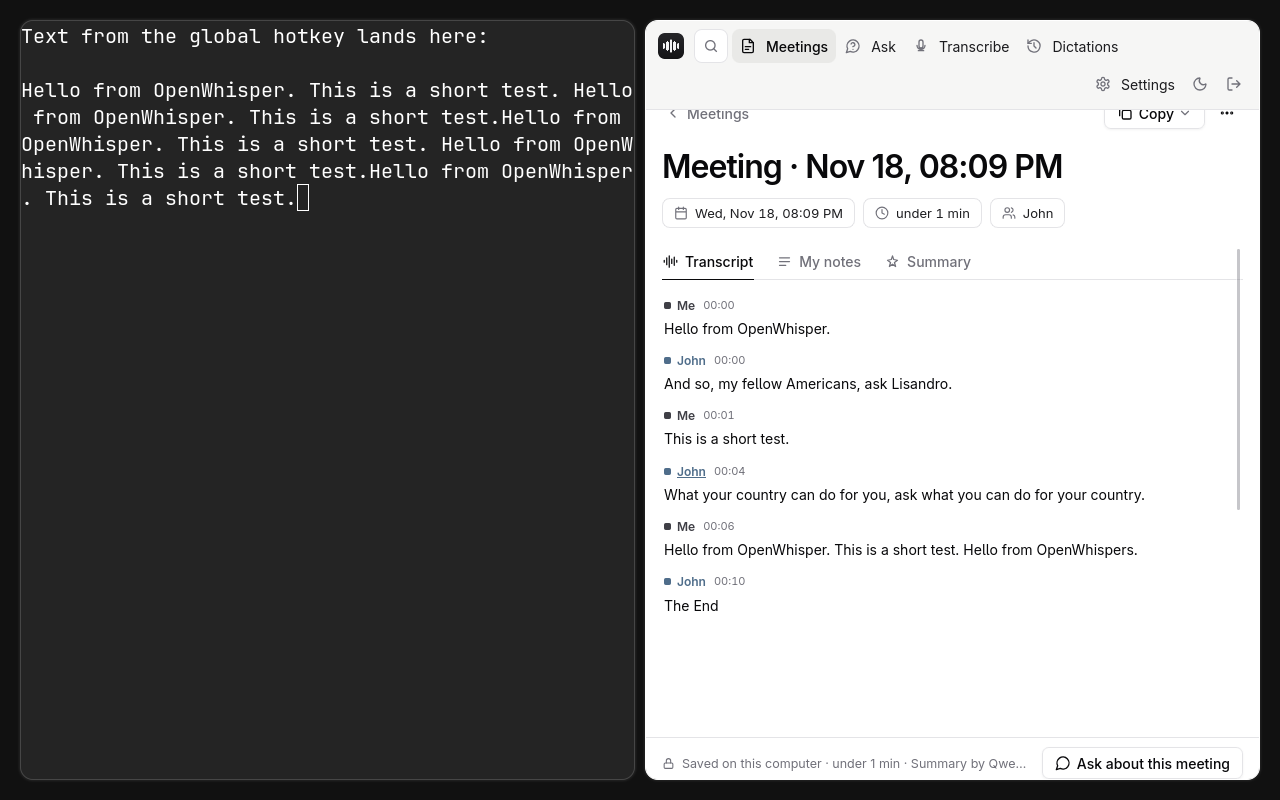 Text from the global hotkey lands here:
Hello from OpenWhisper. This is a short test. Hello
from OpenWhisper. This is a short test.Hello from
OpenWhisper. This is a short test. Hello from OpenW
hisper. This is a short test.Hello from OpenWhisper
. This is a short test.
Meetings
Ask
Transcribe
Dictations
Settings
Meetings
Copy
Meeting · Nov 18, 08:09 PM
Wed, Nov 18, 08:09 PM
under 1 min
John
Transcript
My notes
Summary
Me 00:00
Hello from OpenWhisper.
John 00:00
And so, my fellow Americans, ask Lisandro.
Me 00:01
This is a short test.
John 00:04
What your country can do for you, ask what you can do for your country.
Me 00:06
Hello from OpenWhisper. This is a short test. Hello from OpenWhispers.
John 00:10
The End
Saved on this computer · under 1 min · Summary by Qwe...
Ask about this meeting